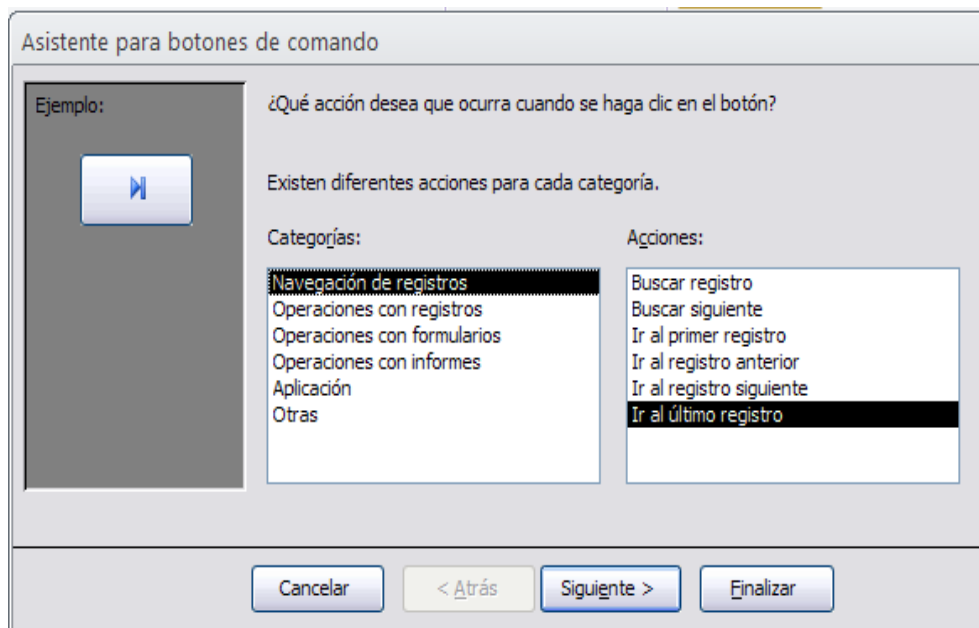 Asistente para botones de comando
Ejemplo:
¿Qué acción desea que ocurra cuando se haga clic en el botón?
Existen diferentes acciones para cada categoría.
Categorías:
Navegación de registros
Operaciones con registros
Operaciones con formularios
Operaciones con informes
Aplicación
Otras
Acciones:
Buscar registro
Buscar siguiente
Ir al primer registro
Ir al registro anterior
Ir al registro siguiente
Ir al último registro
Cancelar
< Atrás
Siguiente >
Finalizar